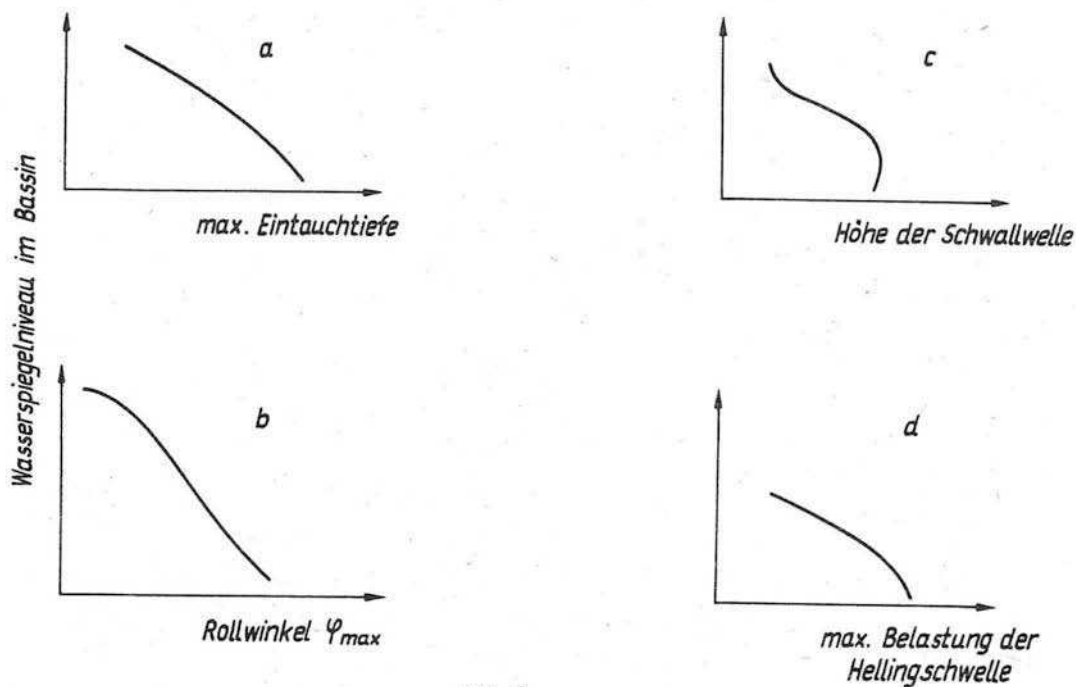 Wasserspiegelniveau im Bassin
a
max. Eintauchtiefe
c
Höhe der Schwallwelle
b
Rollwinkel φmax
d
max. Belastung der
Hellingschwelle